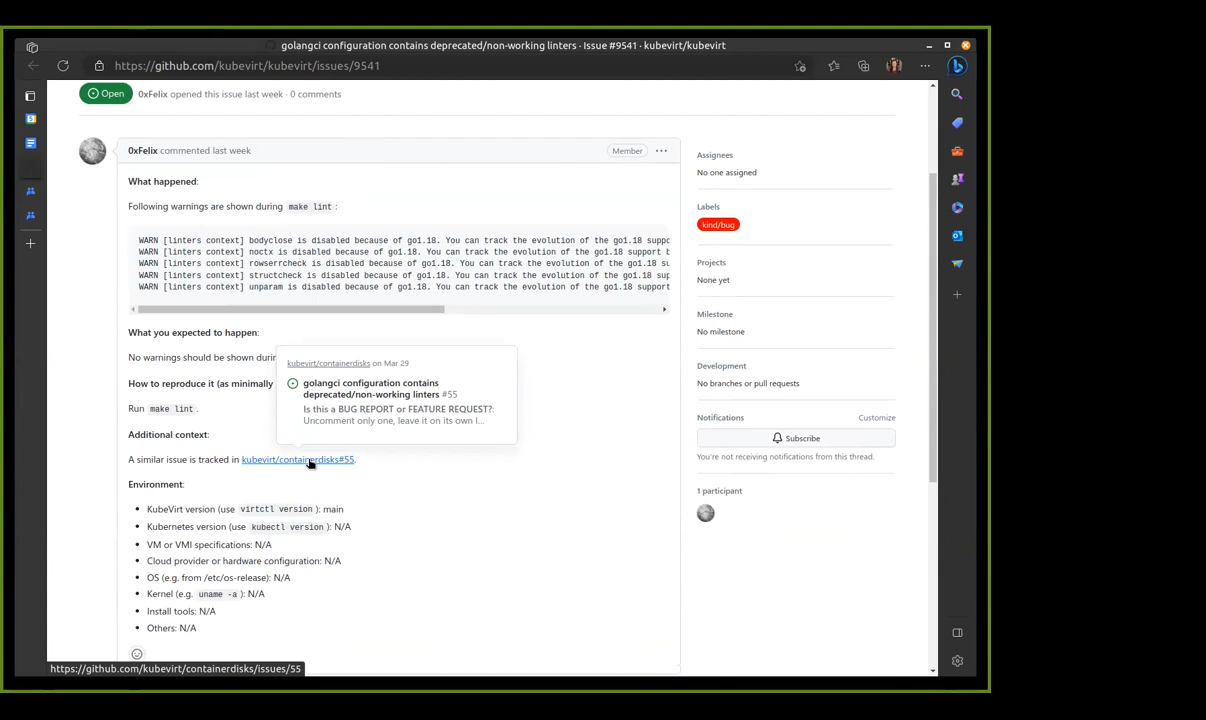 golangci configuration contains deprecated/non-working linters · Issue #9541 · kubevirt/kubevirt
https://github.com/kubevirt/kubevirt/issues/9541
Open 0xFelix opened this issue last week · 0 comments
0xFelix commented last week Member
What happened:
Following warnings are shown during make lint :
WARN [linters context] bodyclose is disabled because of go1.18. You can track the evolution of the go1.18 suppo
WARN [linters context] noctx is disabled because of go1.18. You can track the evolution of the go1.18 support b
WARN [linters context] rowserrcheck is disabled because of go1.18. You can track the evolution of the go1.18 su
WARN [linters context] structcheck is disabled because of go1.18. You can track the evolution of the go1.18 sup
WARN [linters context] unparam is disabled because of go1.18. You can track the evolution of the go1.18 support
What you expected to happen:
No warnings should be shown durin
kubevirt/containerdisks on Mar 29
golangci configuration contains
deprecated/non-working linters #55
Is this a BUG REPORT or FEATURE REQUEST?:
Uncomment only one, leave it on its own l...
How to reproduce it (as minimally
Run make lint .
Additional context:
A similar issue is tracked in kubevirt/containerdisks#55.
Environment:
• KubeVirt version (use virtctl version ): main
• Kubernetes version (use kubectl version ): N/A
• VM or VMI specifications: N/A
• Cloud provider or hardware configuration: N/A
• OS (e.g. from /etc/os-release): N/A
• Kernel (e.g. uname -a ): N/A
• Install tools: N/A
• Others: N/A
Assignees
No one assigned
Labels
kind/bug
Projects
None yet
Milestone
No milestone
Development
No branches or pull requests
Notifications Customize
Subscribe
You're not receiving notifications from this thread.
1 participant
https://github.com/kubevirt/containerdisks/issues/55